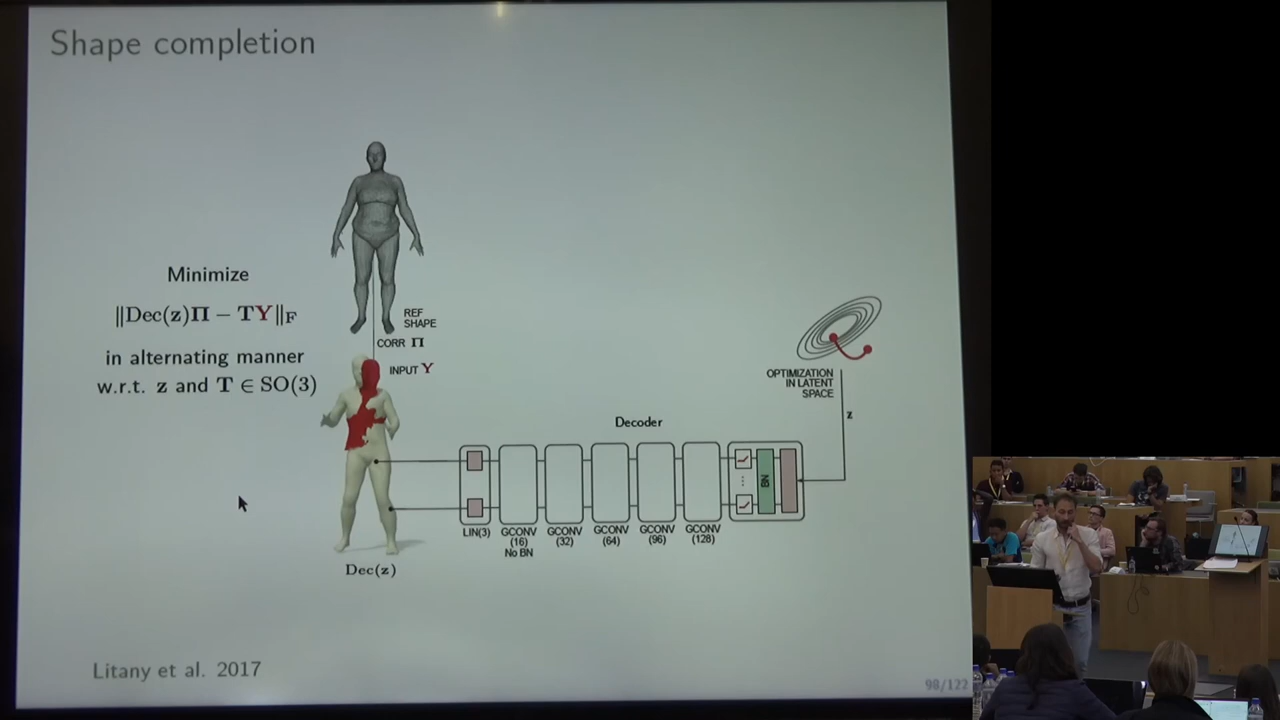 Shape completion
Minimize
‖Dec(z)Π − TY‖F
in alternating manner
w.r.t. z and T ∈ SO(3)
REF
SHAPE
CORR Π
INPUT Y
Dec(z)
OPTIMIZATION
IN LATENT
SPACE
z
Decoder
BN
LIN(3)
GCONV
(16)
No BN
GCONV
(32)
GCONV
(64)
GCONV
(96)
GCONV
(128)
Litany et al. 2017
98/122